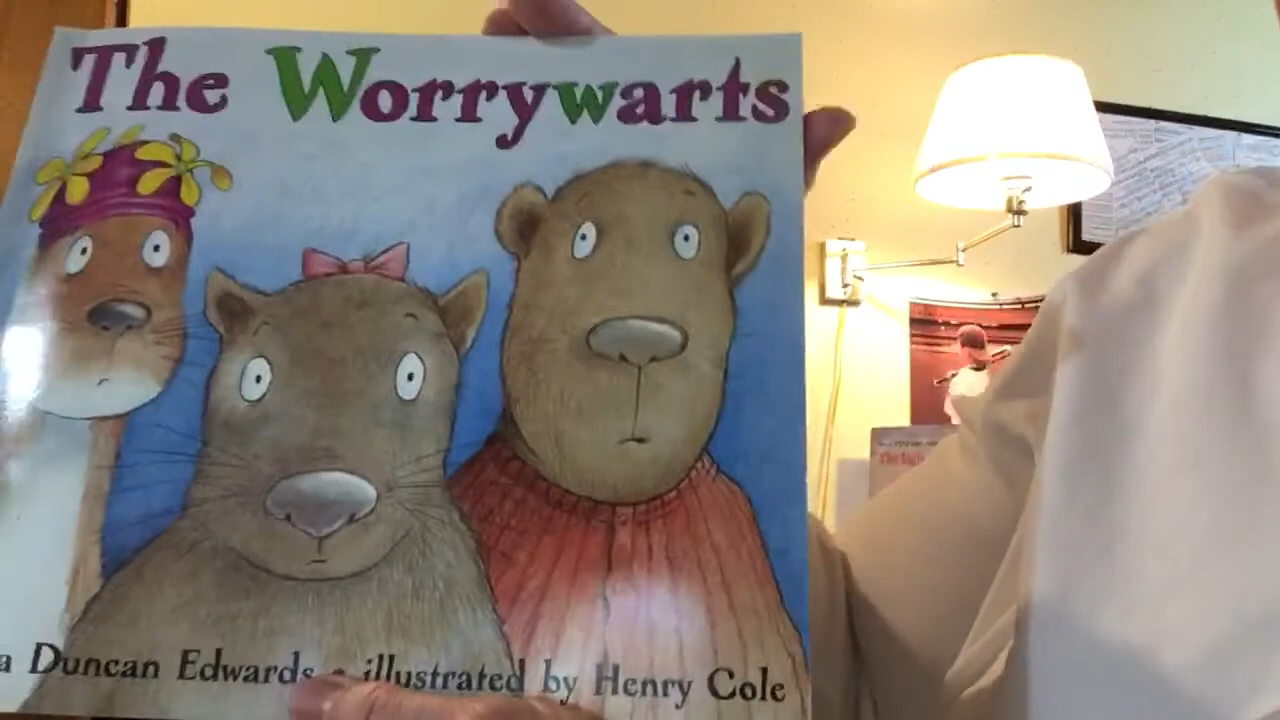 The Worrywarts
a Duncan Edwards • illustrated by Henry Cole